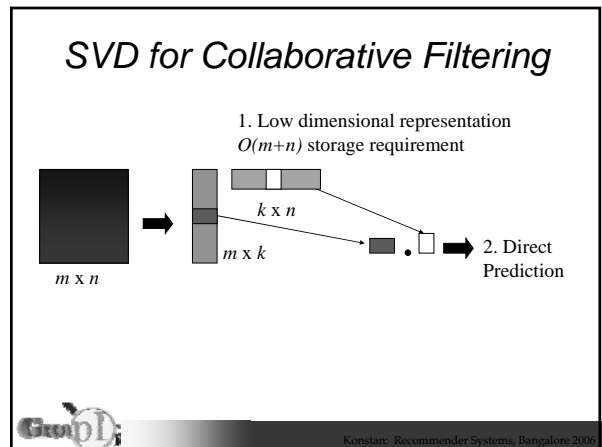 SVD for Collaborative Filtering
1. Low dimensional representation
O(m+n) storage requirement
k x n
m x k
m x n
2. Direct
Prediction
Konstan: Recommender Systems, Bangalore 2006